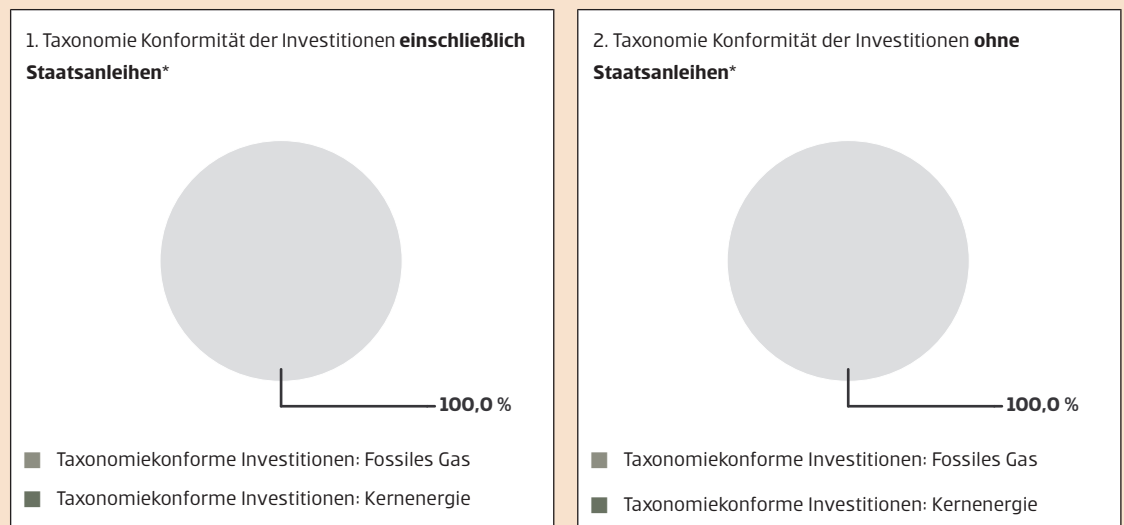 1. Taxonomie Konformität der Investitionen einschließlich
Staatsanleihen*
100,0 %
Taxonomiekonforme Investitionen: Fossiles Gas
Taxonomiekonforme Investitionen: Kernenergie
2. Taxonomie Konformität der Investitionen ohne
Staatsanleihen*
100,0 %
Taxonomiekonforme Investitionen: Fossiles Gas
Taxonomiekonforme Investitionen: Kernenergie